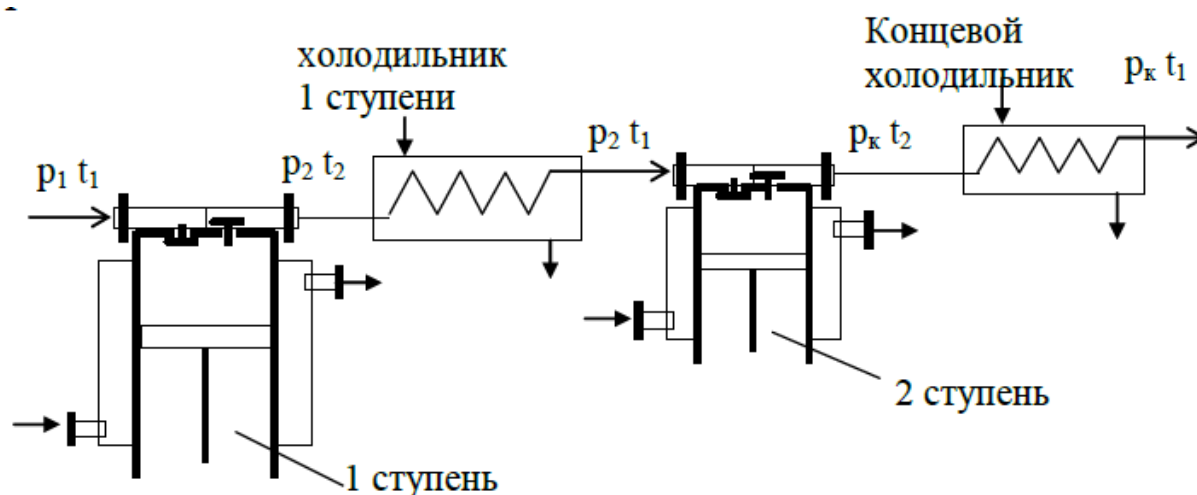 холодильник
1 ступени
Концевой
холодильник
p₁ t₁
p₂ t₂
p₂ t₁
pк t₂
pк t₁
1 ступень
2 ступень